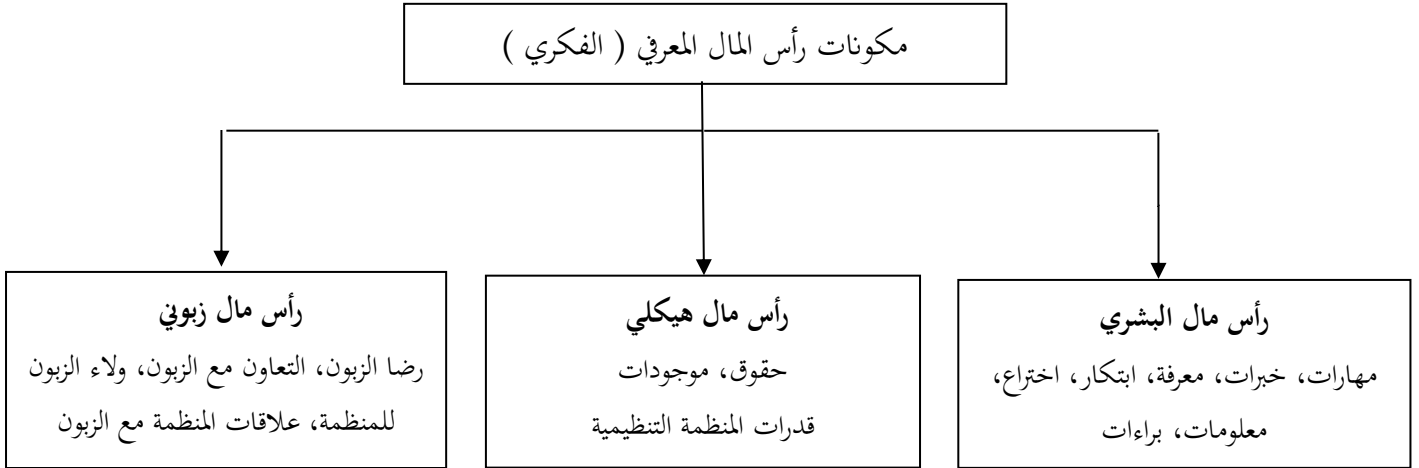 مكونات رأس المال المعرفي ( الفكري )
رأس مال البشري
مهارات، خبرات، معرفة، ابتكار، اختراع،
معلومات، براءات
رأس مال هيكلي
حقوق، موجودات
قدرات المنظمة التنظيمية
رأس مال زبوني
رضا الزبون، التعاون مع الزبون، ولاء الزبون
للمنظمة، علاقات المنظمة مع الزبون